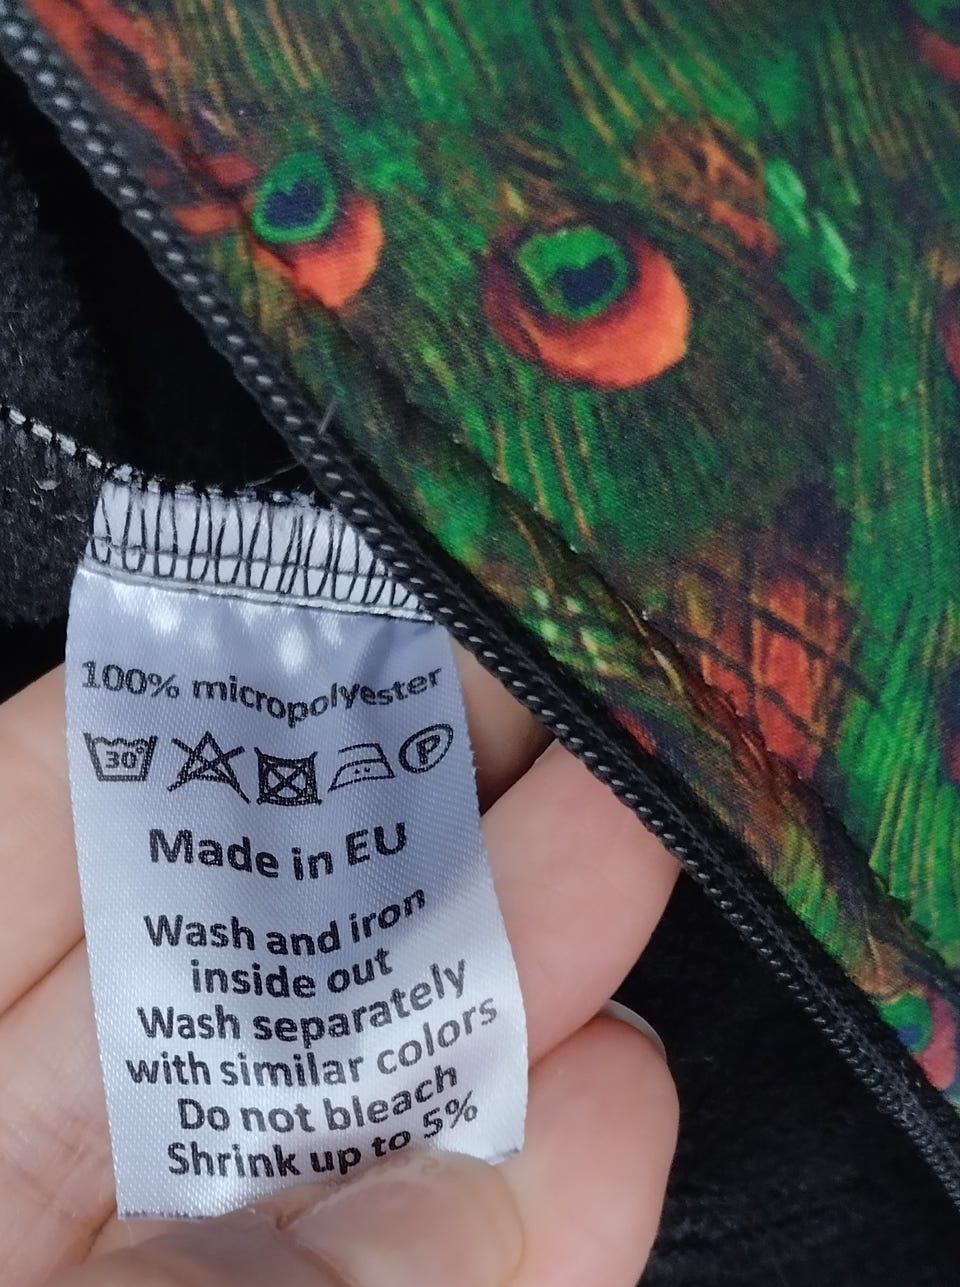 100% micropolyester
30° P
Made in EU
Wash and iron
inside out
Wash separately
with similar colors
Do not bleach
Shrink up to 5%